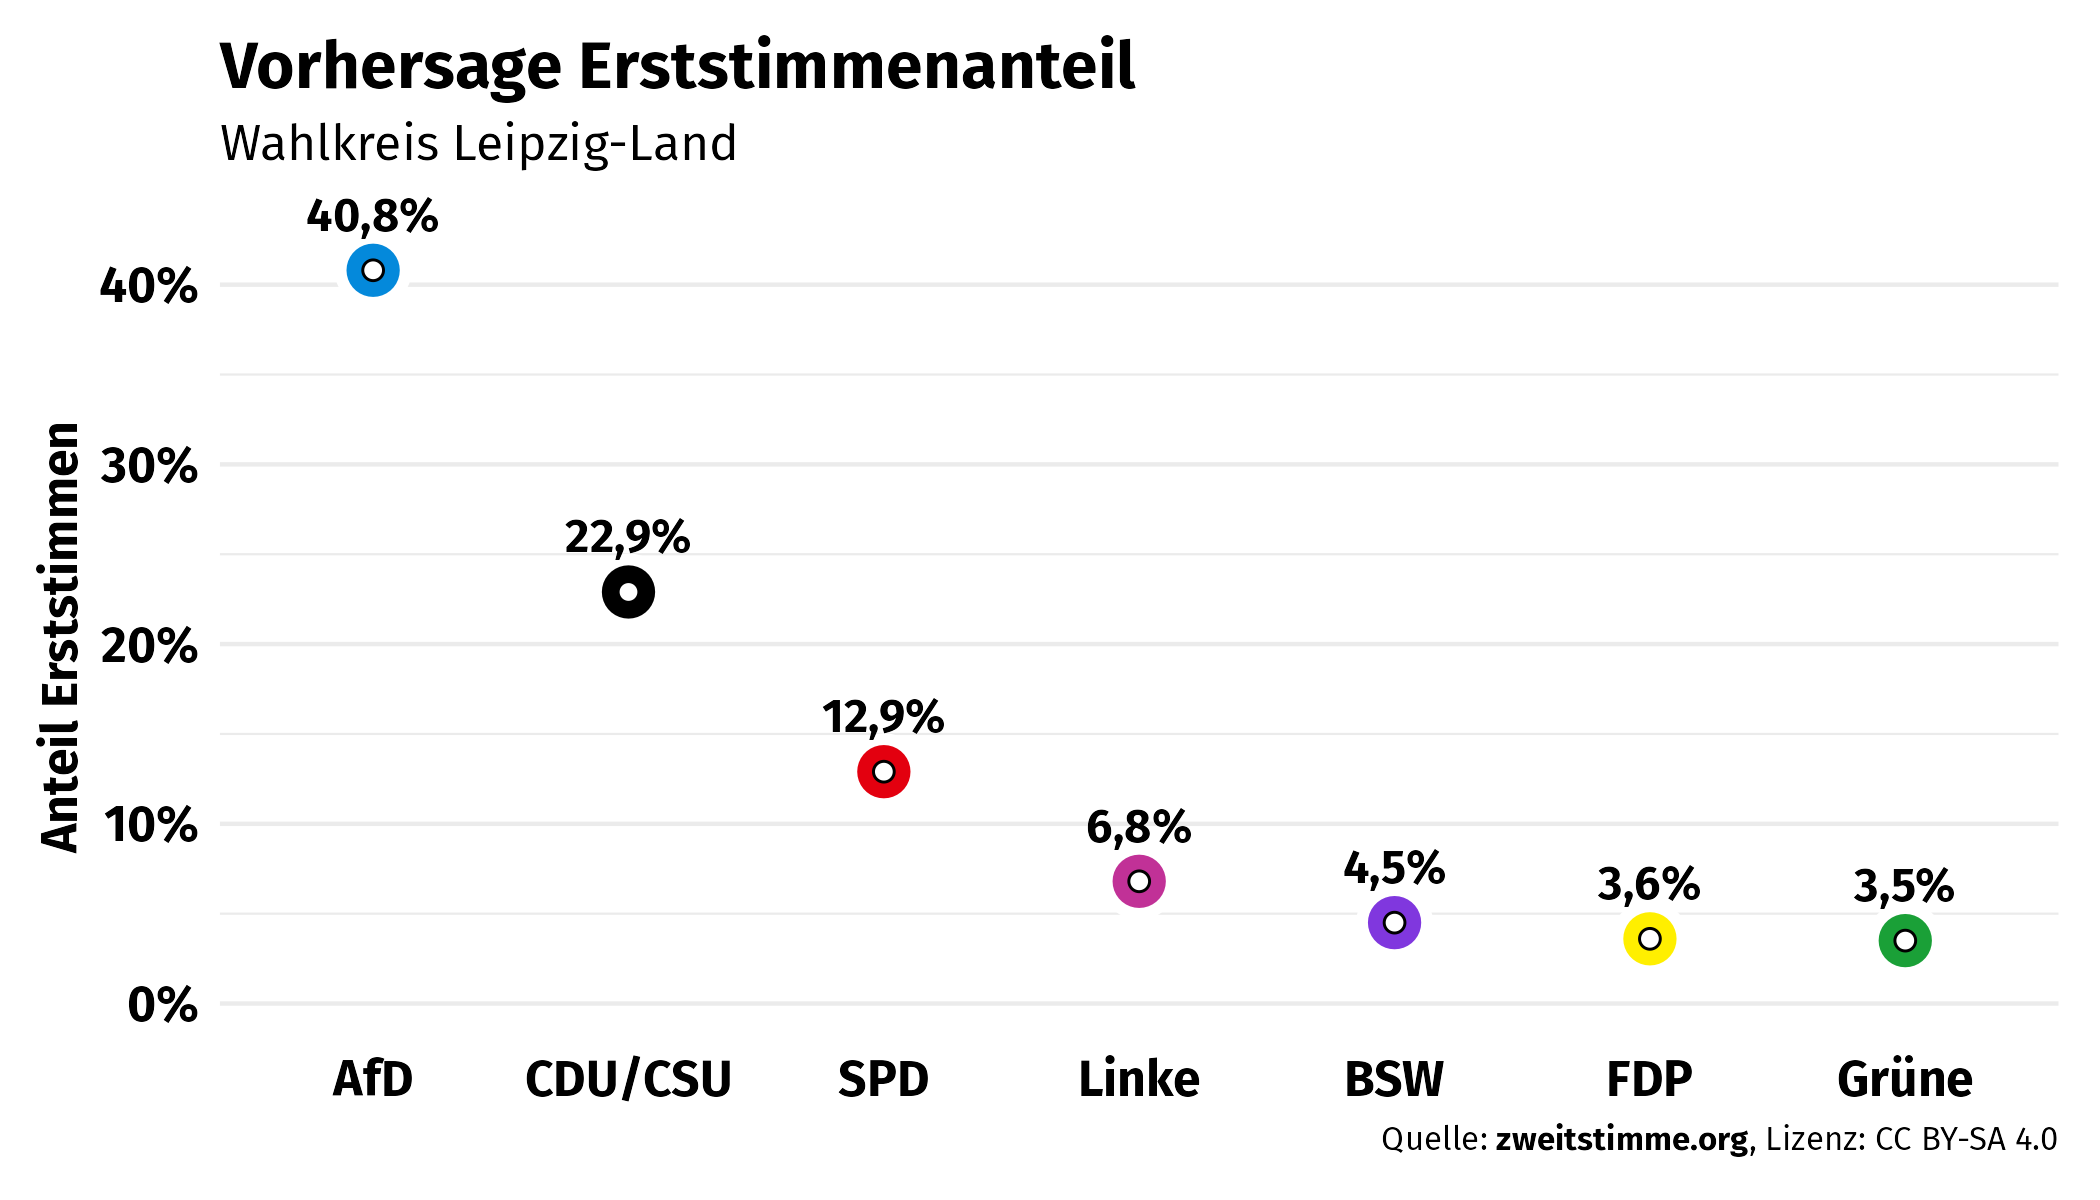 Vorhersage Erststimmenanteil
Wahlkreis Leipzig-Land
Anteil Erststimmen
40%
30%
20%
10%
0%
40,8%
22,9%
12,9%
6,8%
4,5%
3,6%
3,5%
AfD
CDU/CSU
SPD
Linke
BSW
FDP
Grüne
Quelle: zweitstimme.org, Lizenz: CC BY-SA 4.0